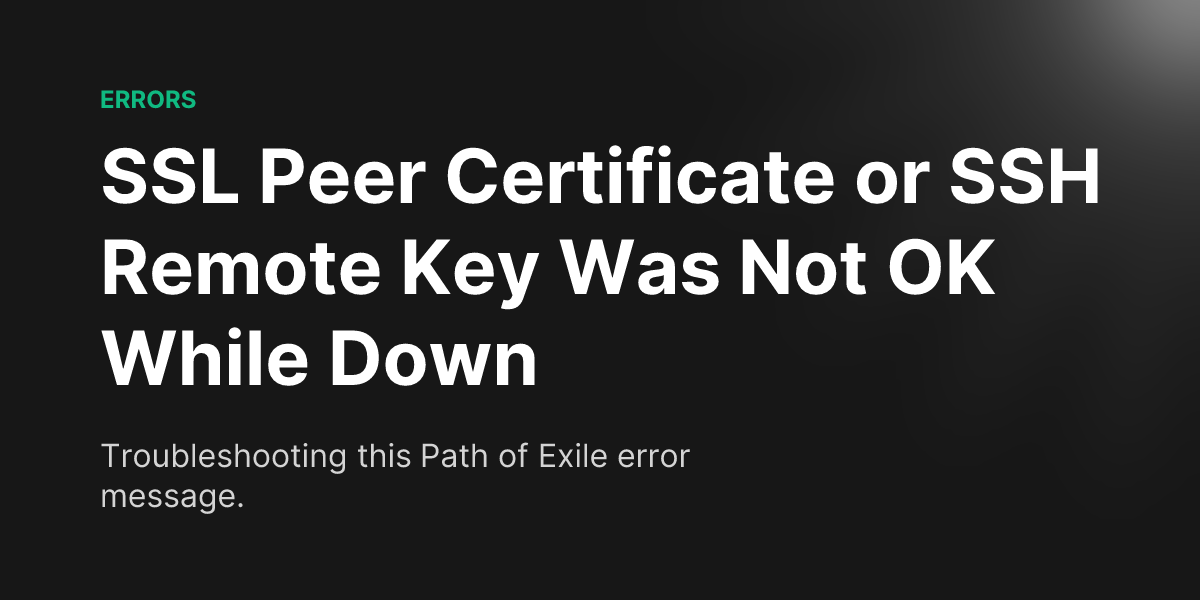 ERRORS
SSL Peer Certificate or SSH
Remote Key Was Not OK
While Down
Troubleshooting this Path of Exile error
message.